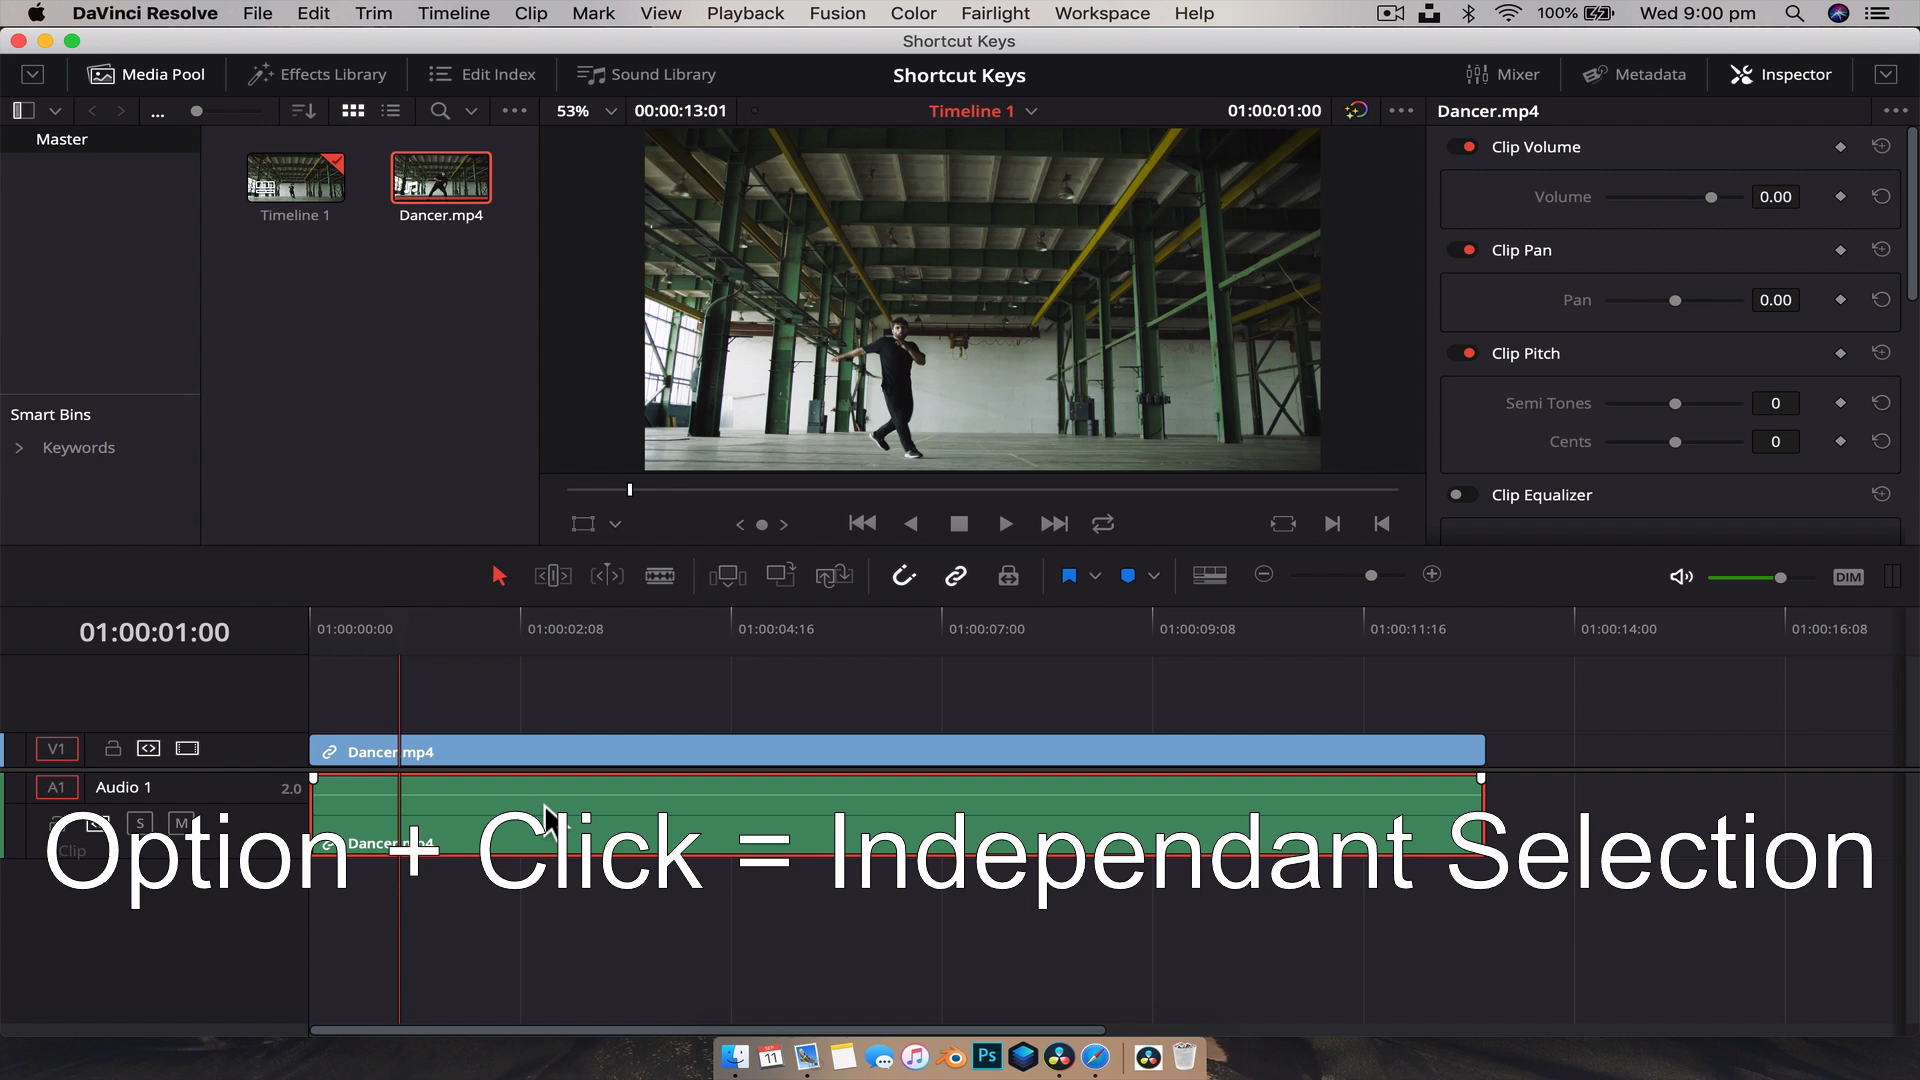 DaVinci Resolve File Edit Trim Timeline Clip Mark View Playback Fusion Color Fairlight Workspace Help 100% Wed 9:00 pm
Shortcut Keys
Media Pool Effects Library Edit Index Sound Library Shortcut Keys Mixer Metadata Inspector
... 53% 00:00:13:01 Timeline 1 01:00:01:00 Dancer.mp4
Master
Timeline 1
Dancer.mp4
Smart Bins
Keywords
Clip Volume
Volume 0.00
Clip Pan
Pan 0.00
Clip Pitch
Semi Tones 0
Cents 0
Clip Equalizer
DIM
01:00:01:00
01:00:00:00 01:00:02:08 01:00:04:16 01:00:07:00 01:00:09:08 01:00:11:16 01:00:14:00 01:00:16:08
V1 Dancer.mp4
A1 Audio 1 2.0
S M
Clip
Dancer.mp4
Option + Click = Independant Selection
SEP
11
Ps